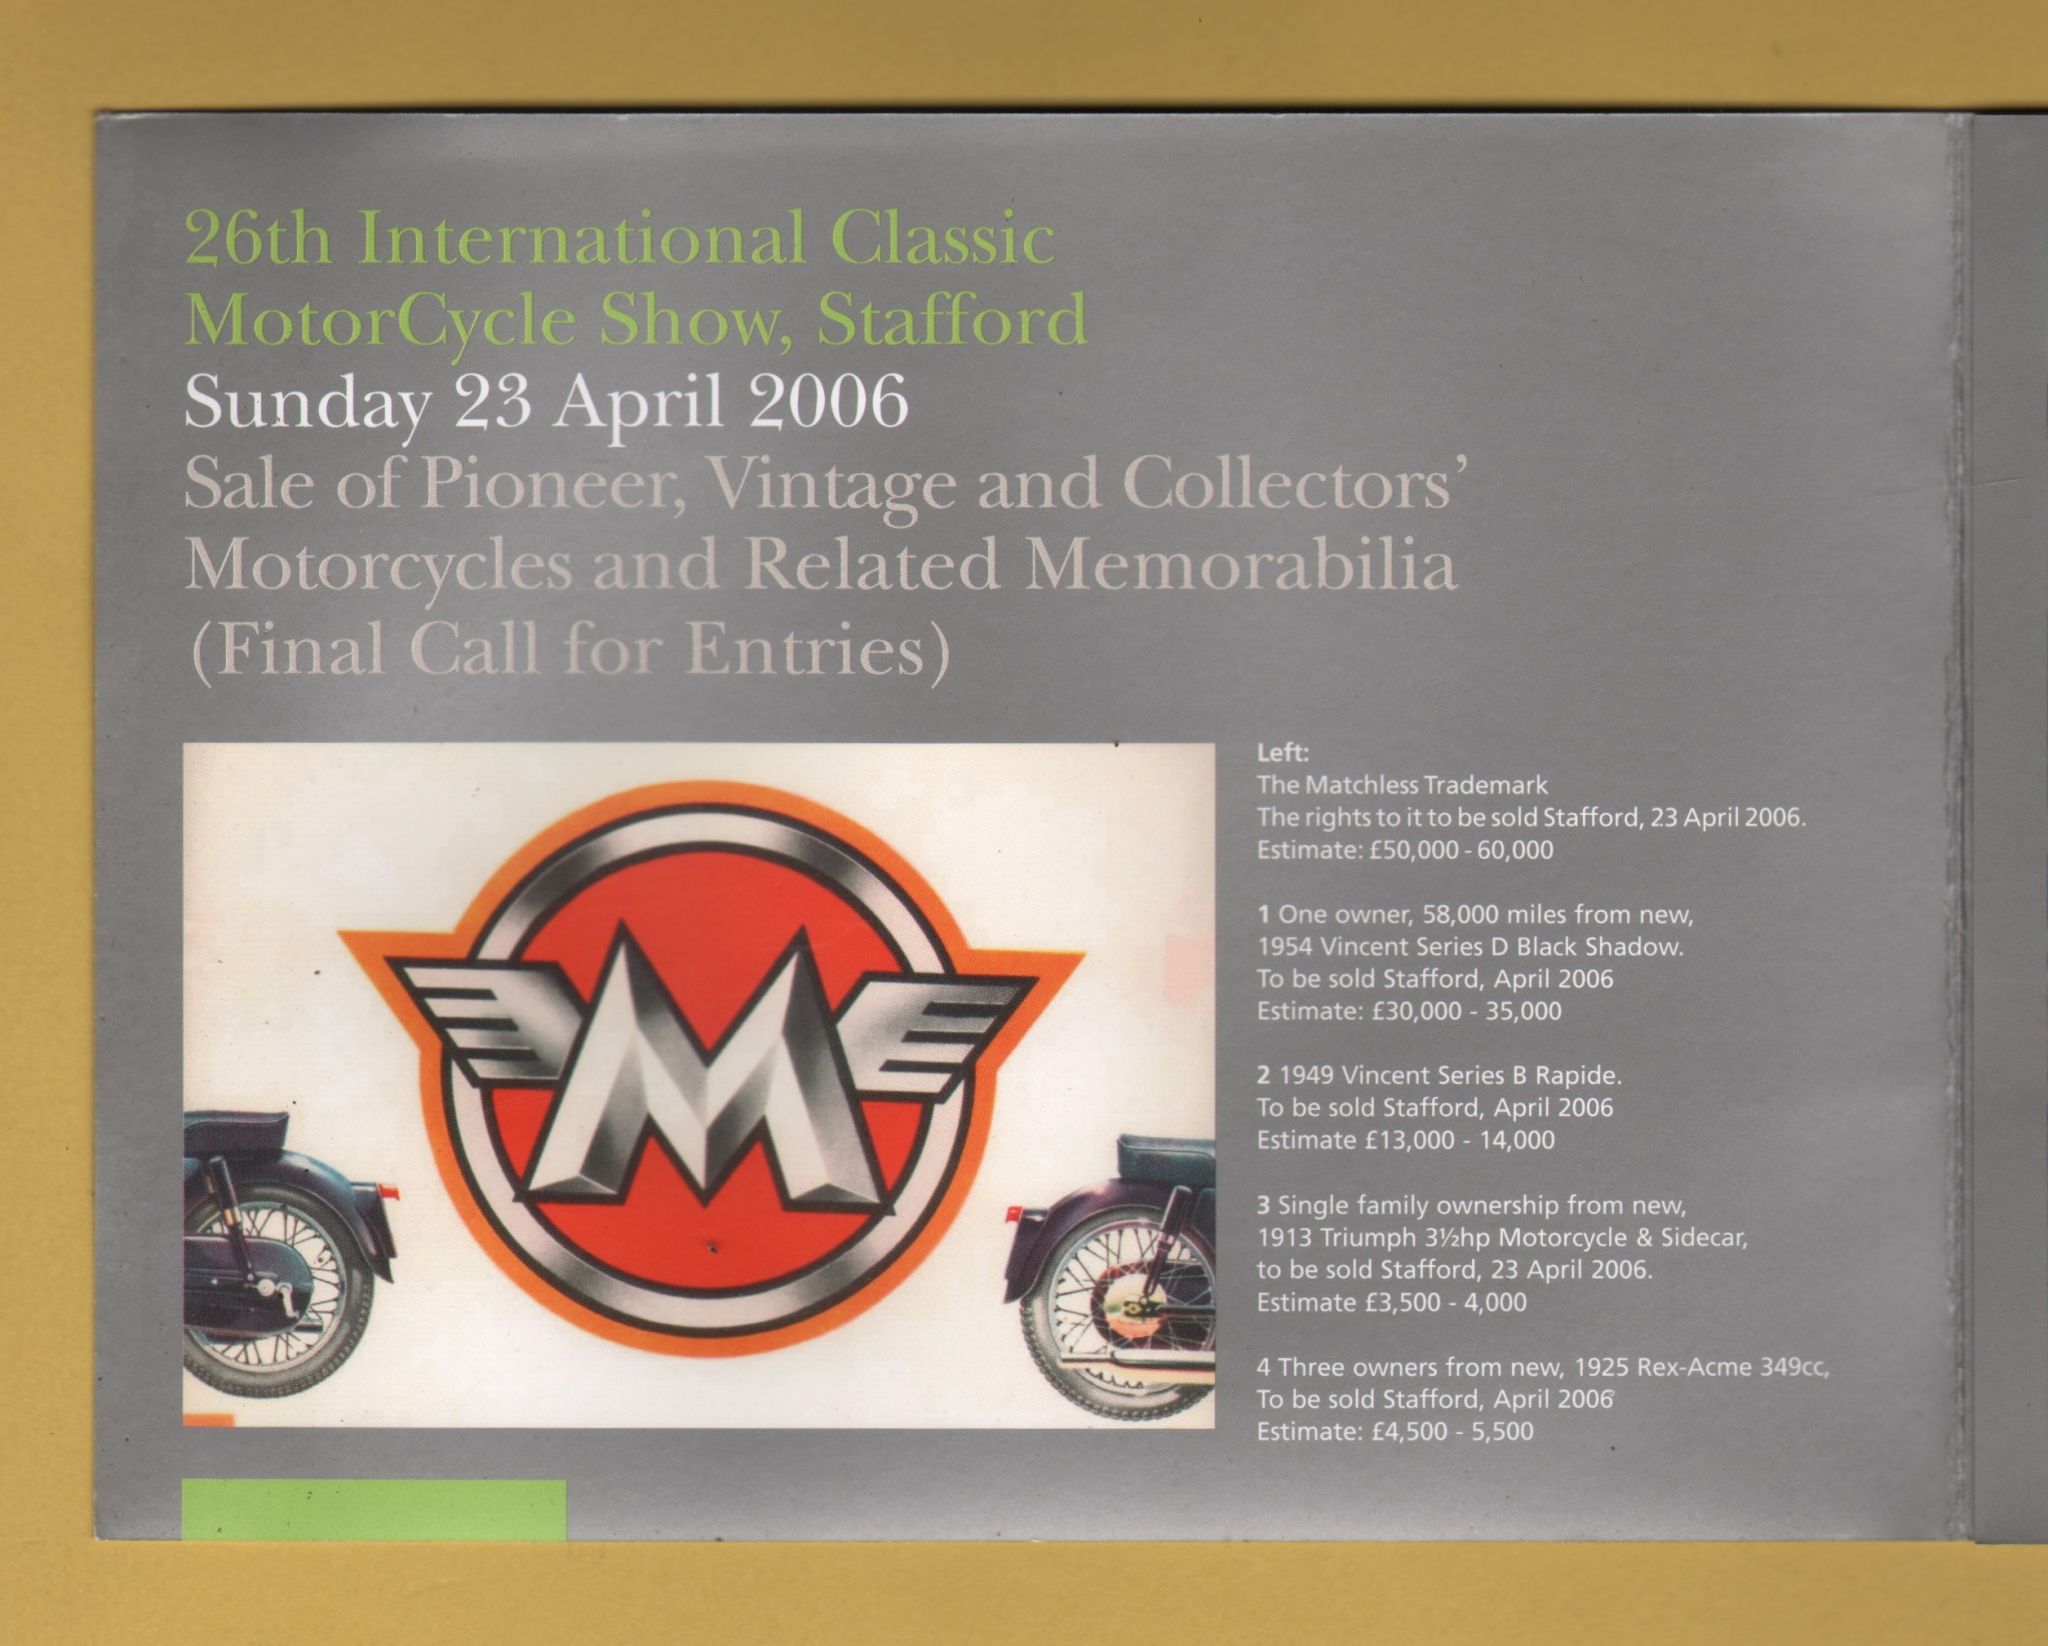 26th International Classic
MotorCycle Show, Stafford
Sunday 23 April 2006
Sale of Pioneer, Vintage and Collectors'
Motorcycles and Related Memorabilia
(Final Call for Entries)
M
Left:
The Matchless Trademark
The rights to it to be sold Stafford, 23 April 2006.
Estimate: £50,000 - 60,000
1 One owner, 58,000 miles from new,
1954 Vincent Series D Black Shadow.
To be sold Stafford, April 2006
Estimate: £30,000 - 35,000
2 1949 Vincent Series B Rapide.
To be sold Stafford, April 2006
Estimate £13,000 - 14,000
3 Single family ownership from new,
1913 Triumph 3½hp Motorcycle & Sidecar,
to be sold Stafford, 23 April 2006.
Estimate £3,500 - 4,000
4 Three owners from new, 1925 Rex-Acme 349cc,
To be sold Stafford, April 2006
Estimate: £4,500 - 5,500